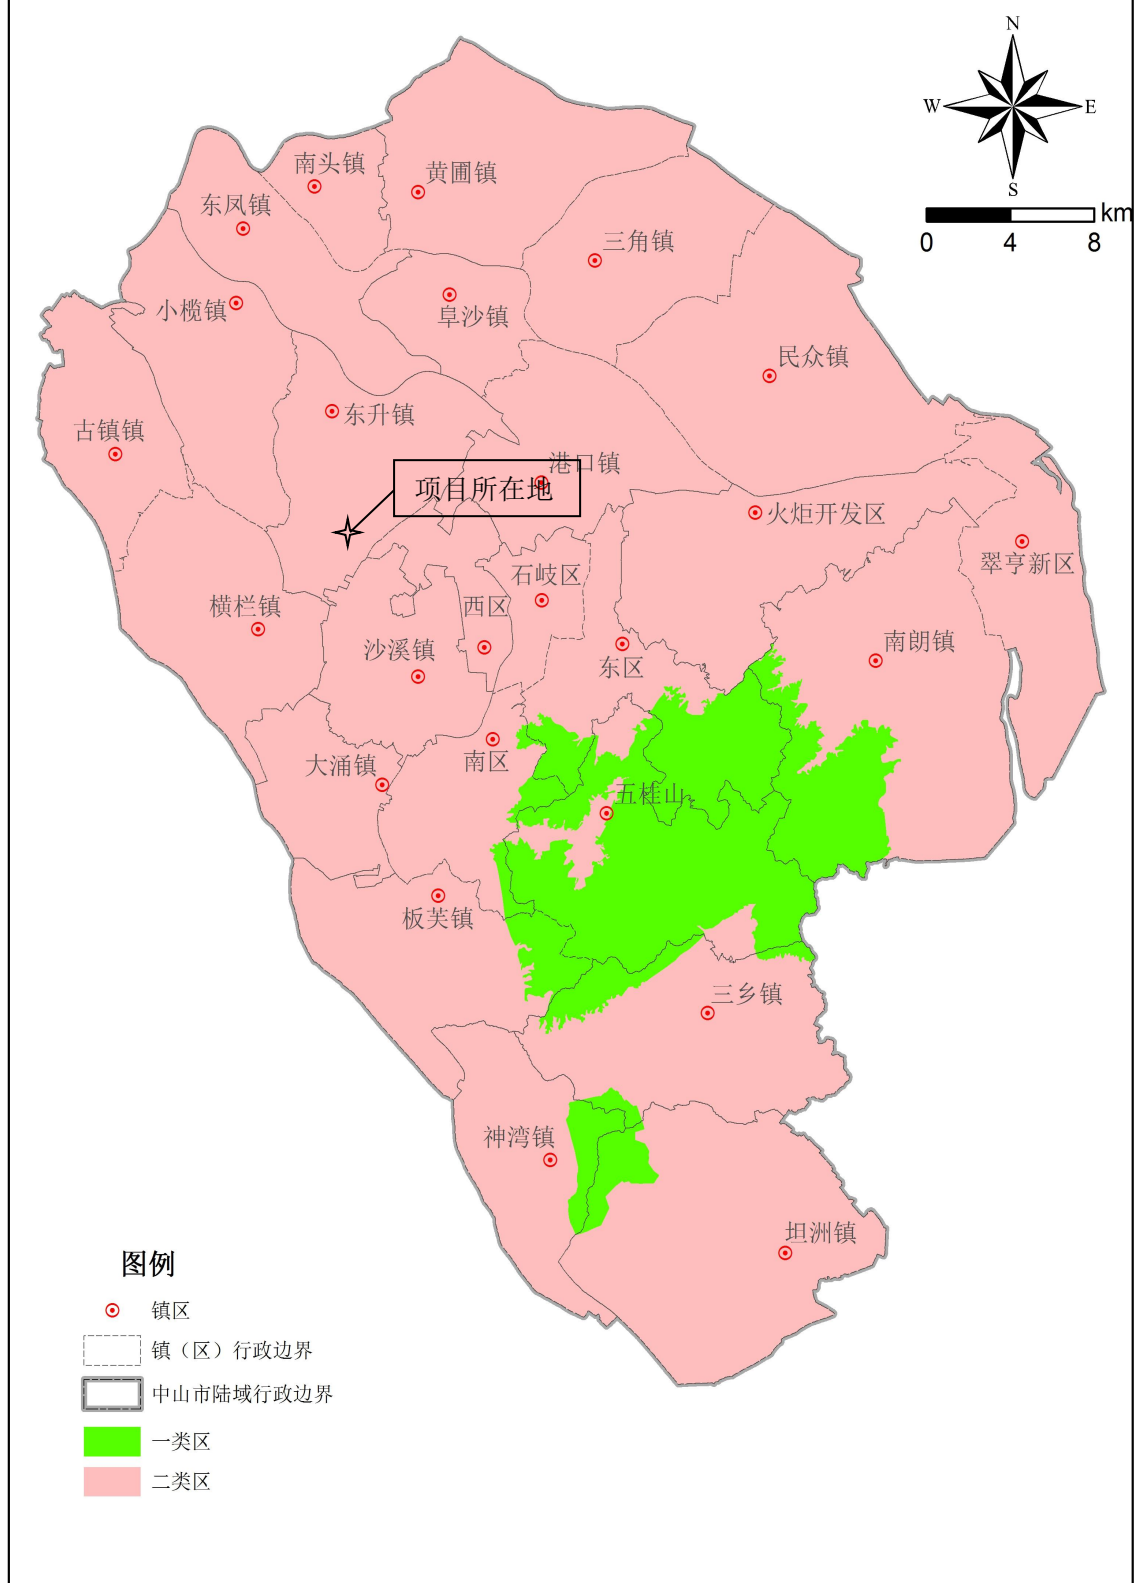 N
W
E
S
km
0
4
8
南头镇
黄圃镇
东凤镇
三角镇
小榄镇
阜沙镇
民众镇
东升镇
古镇镇
港口镇
项目所在地
火炬开发区
翠亨新区
石岐区
横栏镇
西区
沙溪镇
东区
南朗镇
南区
大涌镇
五桂山
板芙镇
三乡镇
神湾镇
坦洲镇
图例
镇区
镇（区）行政边界
中山市陆域行政边界
一类区
二类区